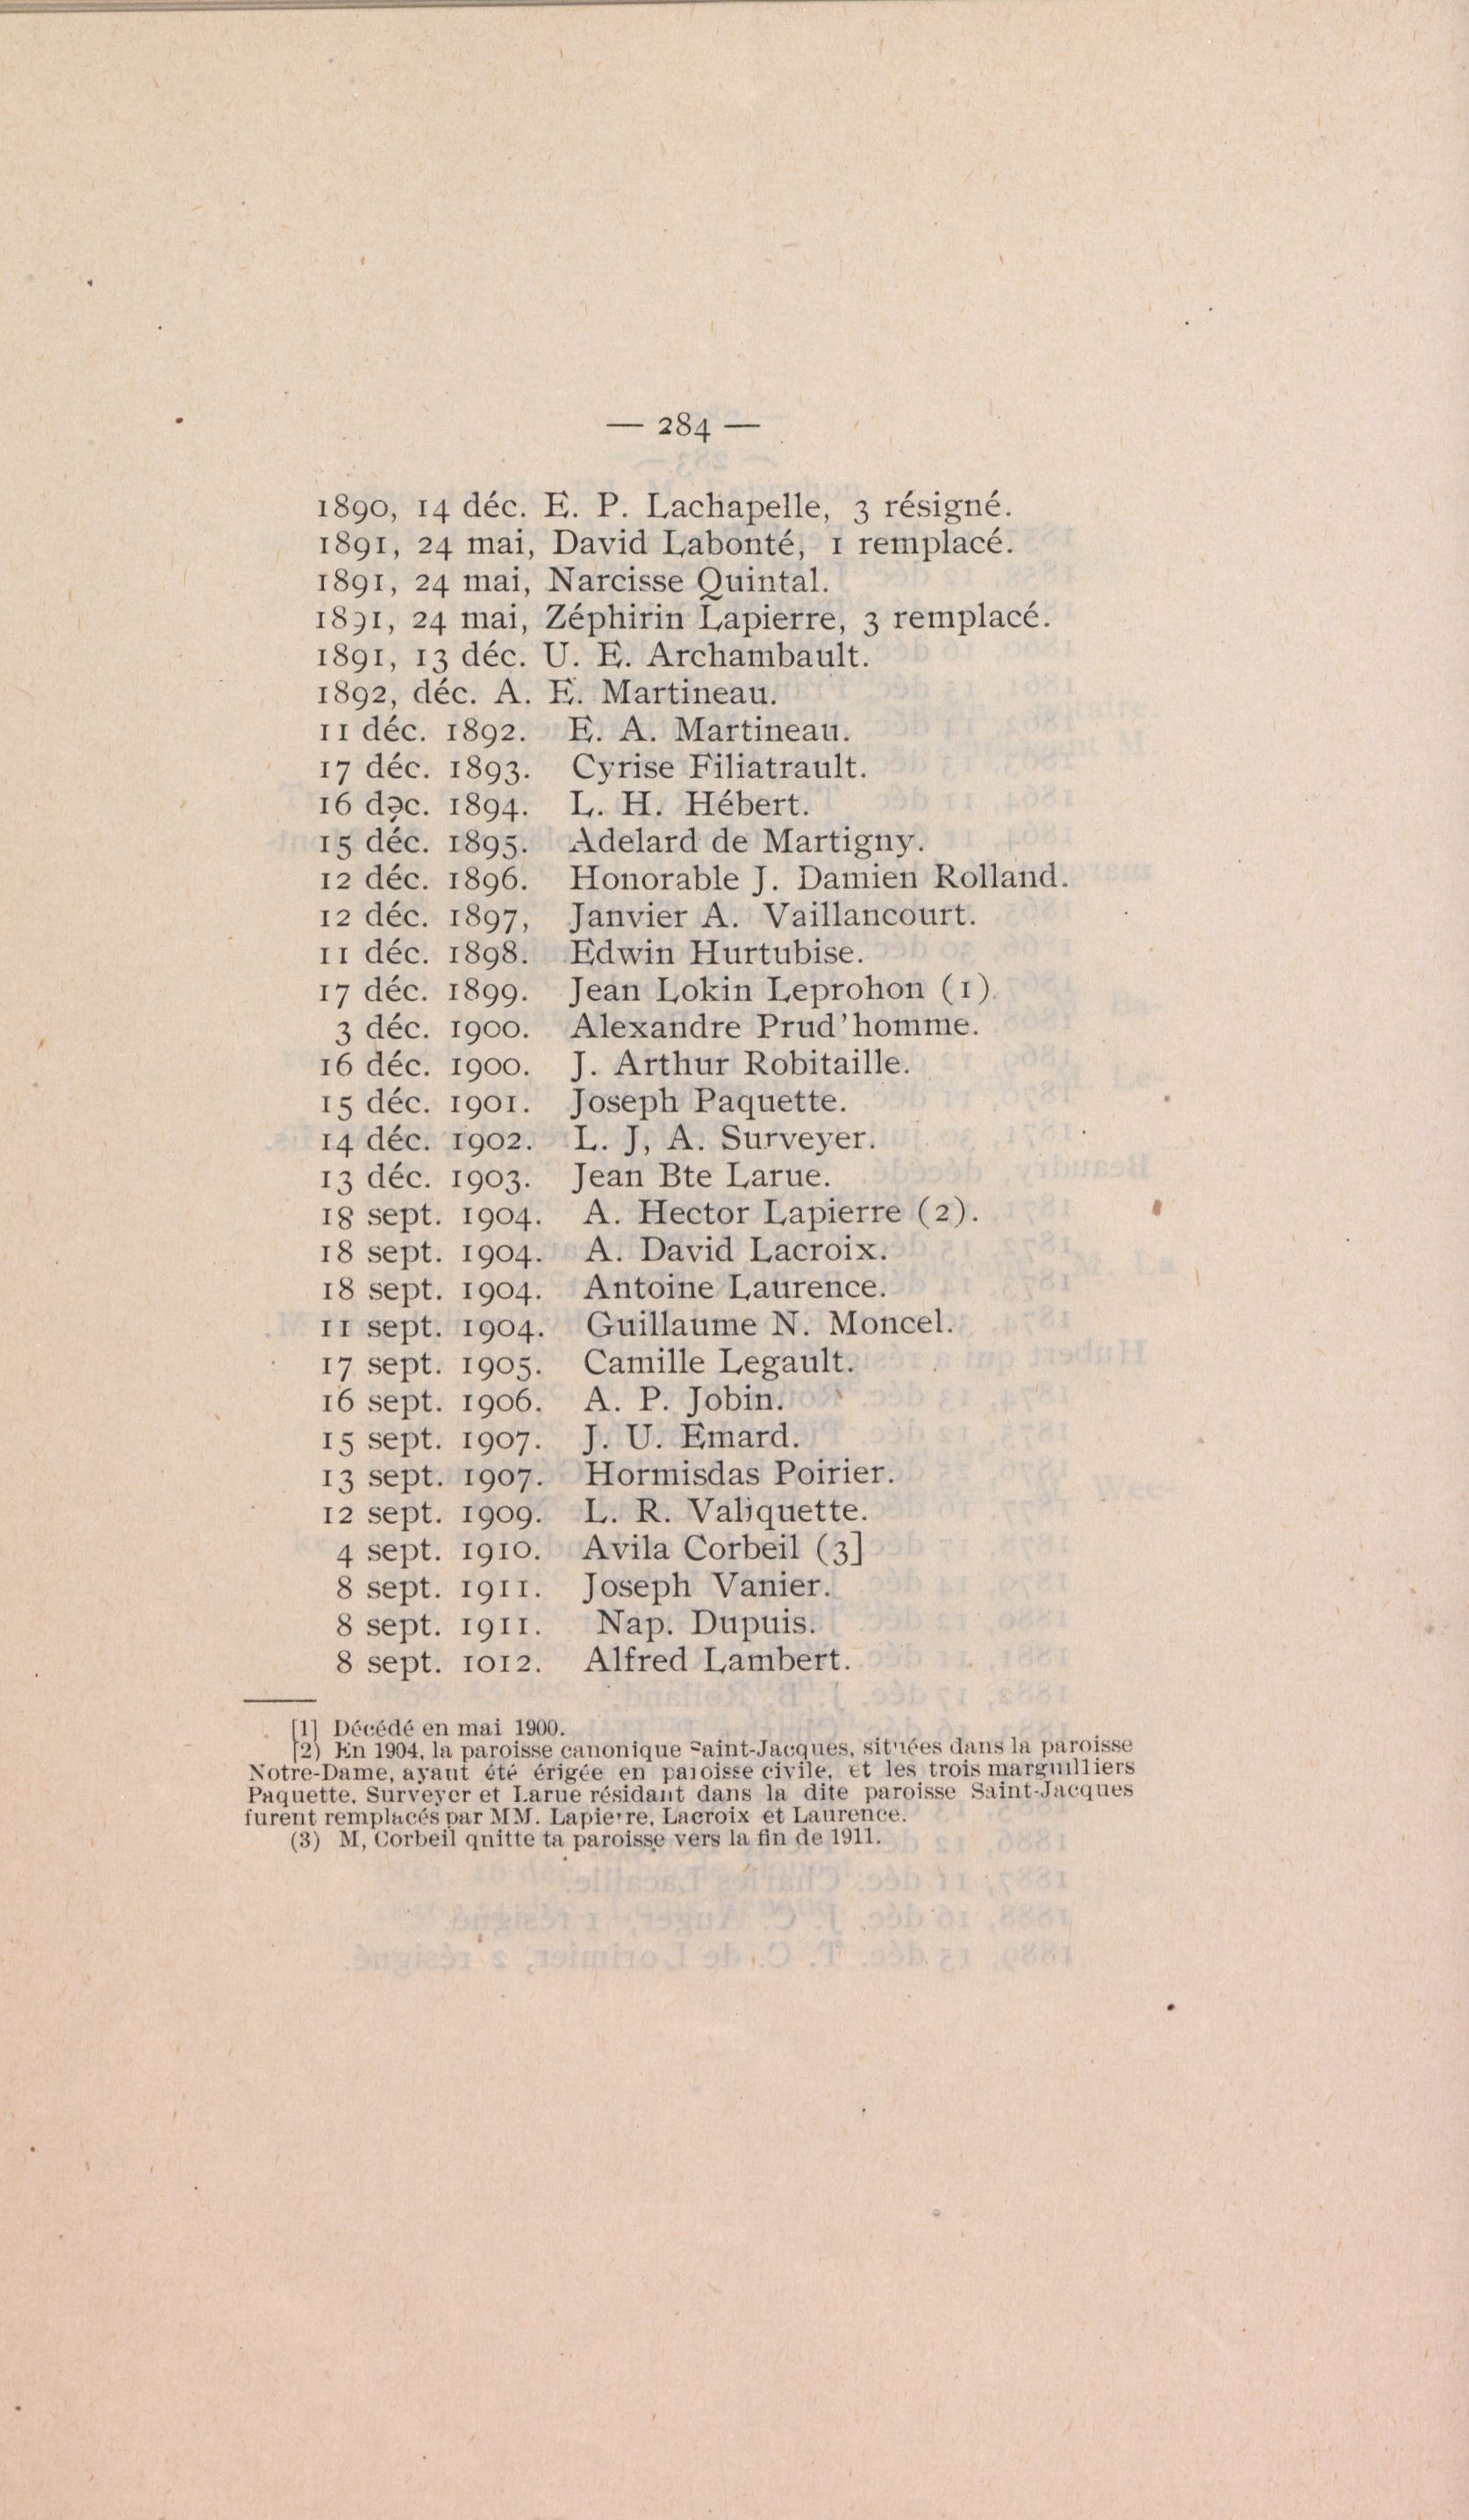 — 284 —
1890, 14 déc. E. P. Lachapelle, 3 résigné.
1891, 24 mai, David Labonté, 1 remplacé.
1891, 24 mai, Narcisse Quintal.
1891, 24 mai, Zéphirin Lapierre, 3 remplacé.
1891, 13 déc. U. E. Archambault.
1892, déc. A. E. Martineau.
11 déc. 1892. E. A. Martineau.
17 déc. 1893. Cyrise Filiatrault.
16 dəc. 1894. L. H. Hébert.
15 déc. 1895. Adelard de Martigny.
12 déc. 1896. Honorable J. Damien Rolland.
12 déc. 1897, Janvier A. Vaillancourt.
11 déc. 1898. Edwin Hurtubise.
17 déc. 1899. Jean Lokin Leprohon (1)
3 déc. 1900. Alexandre Prud'homme.
16 déc. 1900. J. Arthur Robitaille.
15 déc. 1901. Joseph Paquette.
14 déc. 1902. L. J, A. Surveyer.
13 déc. 1903. Jean Bte Larue.
18 sept. 1904. A. Hector Lapierre (2).
18 sept. 1904. A. David Lacroix.
18 sept. 1904. Antoine Laurence.
11 sept. 1904. Guillaume N. Moncel.
17 sept. 1905. Camille Legault.
16 sept. 1906. A. P. Jobin.
15 sept. 1907. J. U. Emard.
13 sept. 1907. Hormisdas Poirier.
12 sept. 1909. L. R. Valiquette.
4 sept. 1910. Avila Corbeil (3]
8 sept. 1911. Joseph Vanier.
8 sept. 1911. Nap. Dupuis.
8 sept. 1012. Alfred Lambert.
[1] Décédé en mai 1900.
[2) En 1904, la paroisse canonique Saint-Jacques, situées dans la paroisse
Notre-Dame, ayant été érigée en paroisse civile, et les trois marguilliers
Paquette, Surveyer et Larue résidant dans la dite paroisse Saint-Jacques
furent remplacés par MM. Lapierre, Lacroix et Laurence.
(3) M, Corbeil quitte ta paroisse vers la fin de 1911.